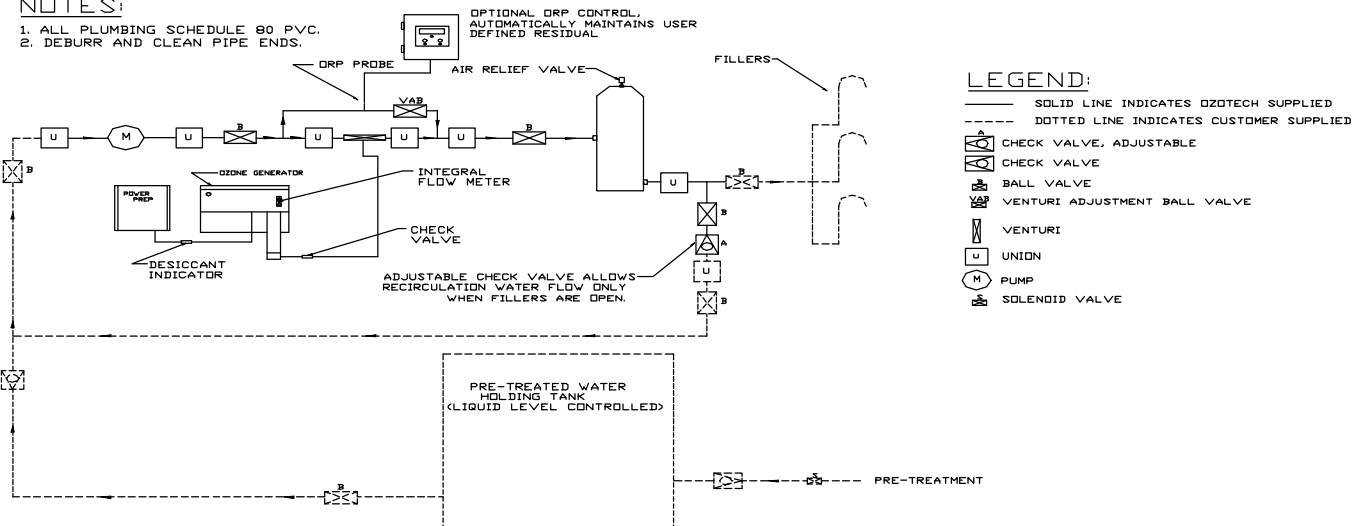 NOTES:
1. ALL PLUMBING SCHEDULE 80 PVC.
2. DEBURR AND CLEAN PIPE ENDS.
OPTIONAL ORP CONTROL,
AUTOMATICALLY MAINTAINS USER
DEFINED RESIDUAL
ORP PROBE
AIR RELIEF VALVE
FILLERS
VAB
U
M
U
B
U
U
U
B
B
OZONE GENERATOR
INTEGRAL
FLOW METER
POWER
PREP
DESICCANT
INDICATOR
CHECK
VALVE
U
B
B
A
U
B
ADJUSTABLE CHECK VALVE ALLOWS
RECIRCULATION WATER FLOW ONLY
WHEN FILLERS ARE OPEN.
PRE-TREATED WATER
HOLDING TANK
(LIQUID LEVEL CONTROLLED)
B
S
PRE-TREATMENT
LEGEND:
SOLID LINE INDICATES OZOTECH SUPPLIED
DOTTED LINE INDICATES CUSTOMER SUPPLIED
A
CHECK VALVE, ADJUSTABLE
CHECK VALVE
B
BALL VALVE
VAB
VENTURI ADJUSTMENT BALL VALVE
VENTURI
U
UNION
M
PUMP
S
SOLENOID VALVE